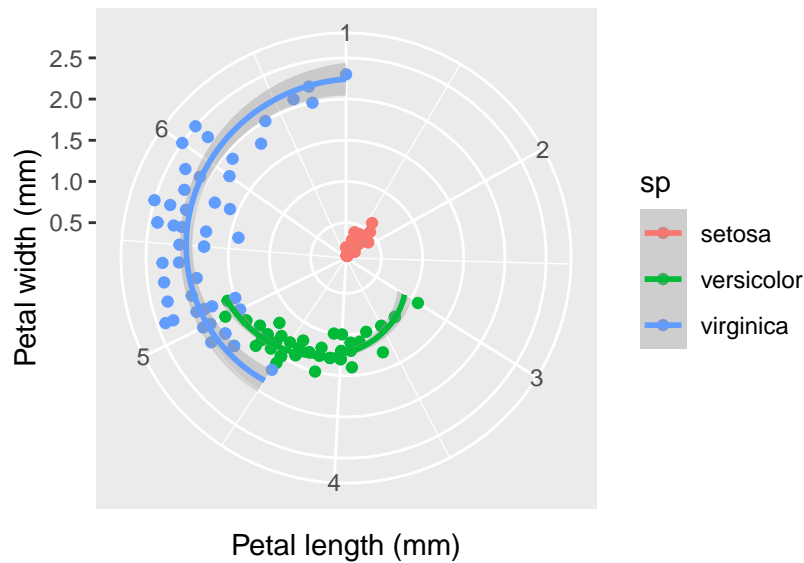 1
2
3
4
5
6
2.5
2.0
1.5
1.0
0.5
Petal width (mm)
Petal length (mm)
sp
setosa
versicolor
virginica